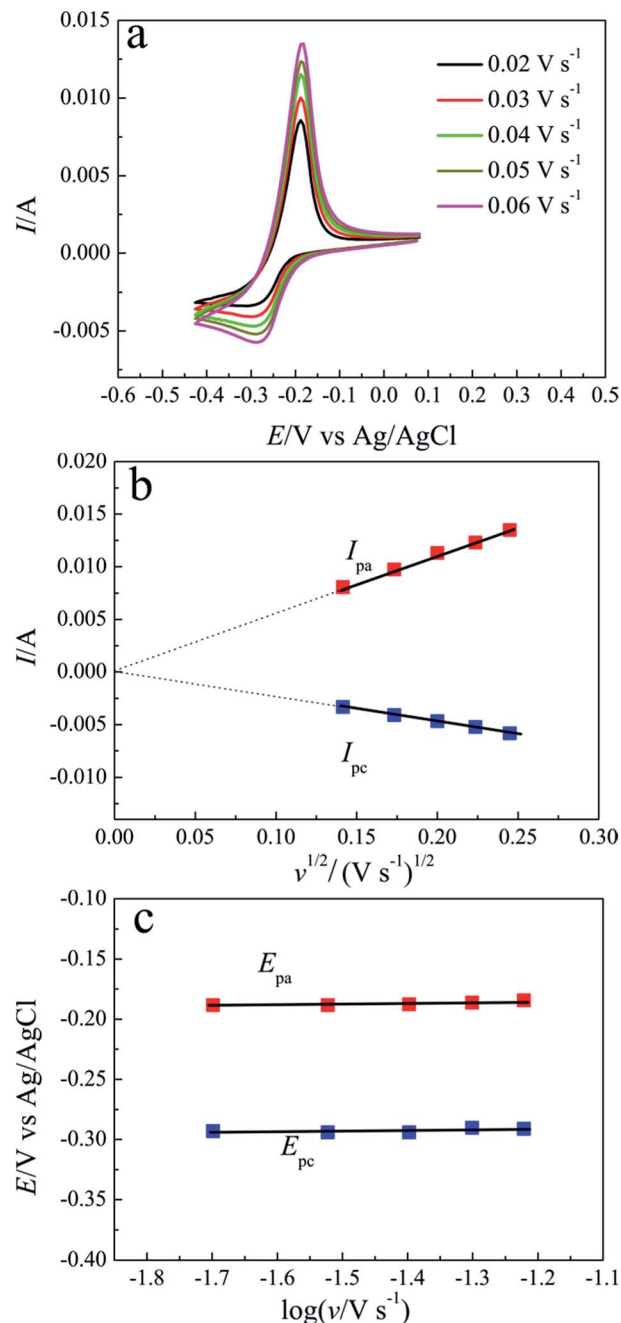 a
0.015
0.010
0.005
0.000
-0.005
I/A
0.02 V s⁻¹
0.03 V s⁻¹
0.04 V s⁻¹
0.05 V s⁻¹
0.06 V s⁻¹
-0.6 -0.5 -0.4 -0.3 -0.2 -0.1 0.0 0.1 0.2 0.3 0.4 0.5
E/V vs Ag/AgCl
b
0.020
0.015
0.010
0.005
0.000
-0.005
-0.010
I/A
Ipa
Ipc
0.00 0.05 0.10 0.15 0.20 0.25 0.30
v1/2/(V s⁻¹)1/2
c
-0.10
-0.15
-0.20
-0.25
-0.30
-0.35
-0.40
E/V vs Ag/AgCl
Epa
Epc
-1.8 -1.7 -1.6 -1.5 -1.4 -1.3 -1.2 -1.1
log(v/V s⁻¹)